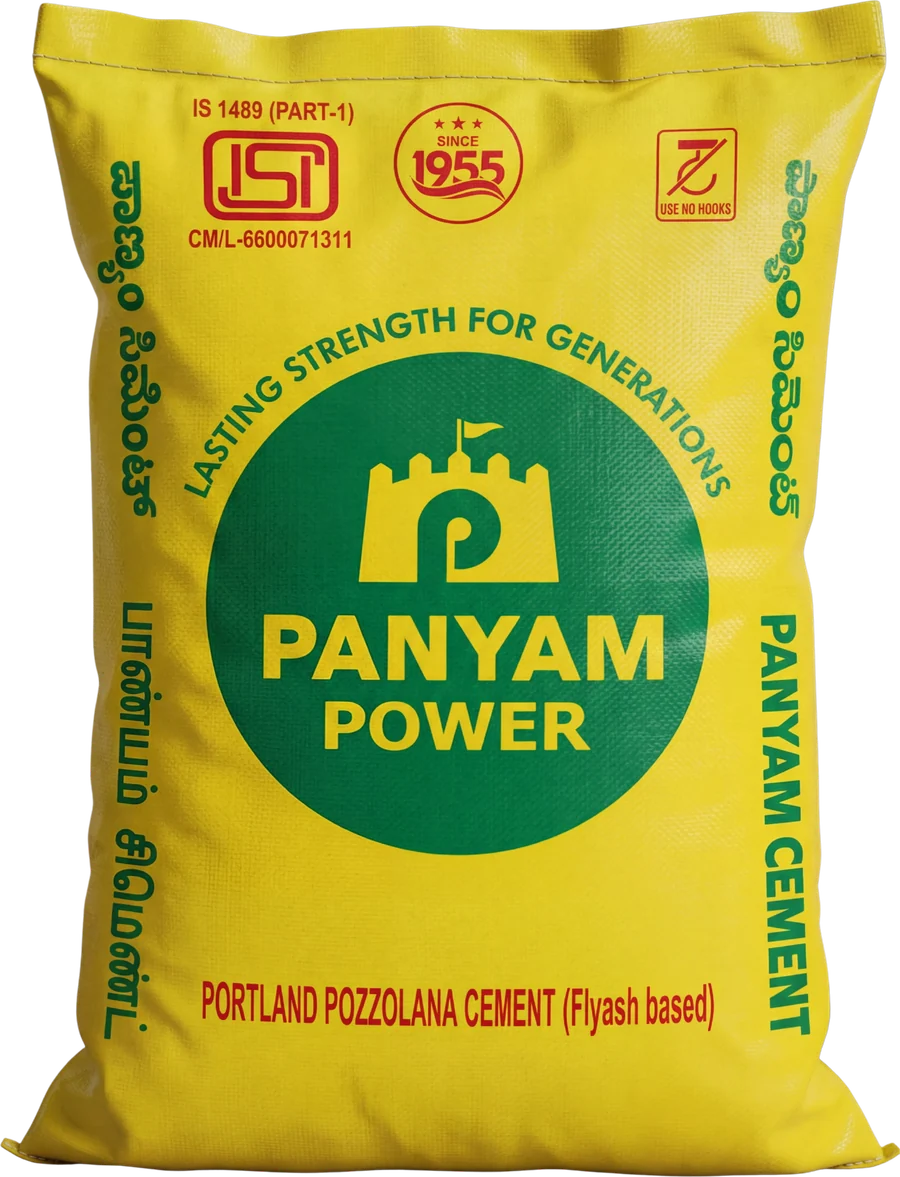 IS 1489 (PART-1)
ISI
CM/L-6600071311
SINCE
1955
USE NO HOOKS
LASTING STRENGTH FOR GENERATIONS
P
PANYAM
POWER
PORTLAND POZZOLANA CEMENT (Flyash based)
ಪಾಣ್ಯಂ ಸಿಮೆಂಟ್
பாண்யம் சிமெண்ட்
పాణ్యం సిమెంట్
PANYAM CEMENT